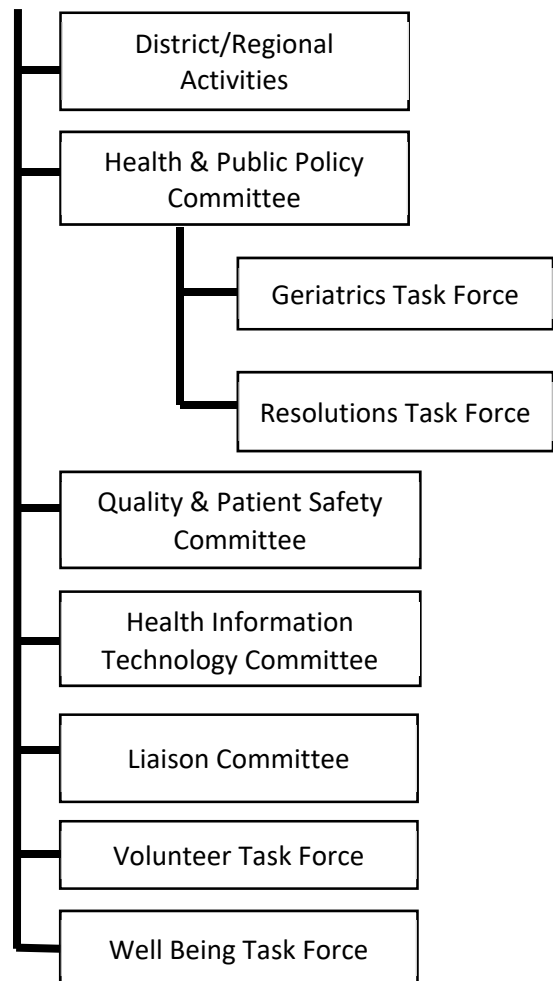 District/Regional
Activities
Health & Public Policy
Committee
Geriatrics Task Force
Resolutions Task Force
Quality & Patient Safety
Committee
Health Information
Technology Committee
Liaison Committee
Volunteer Task Force
Well Being Task Force